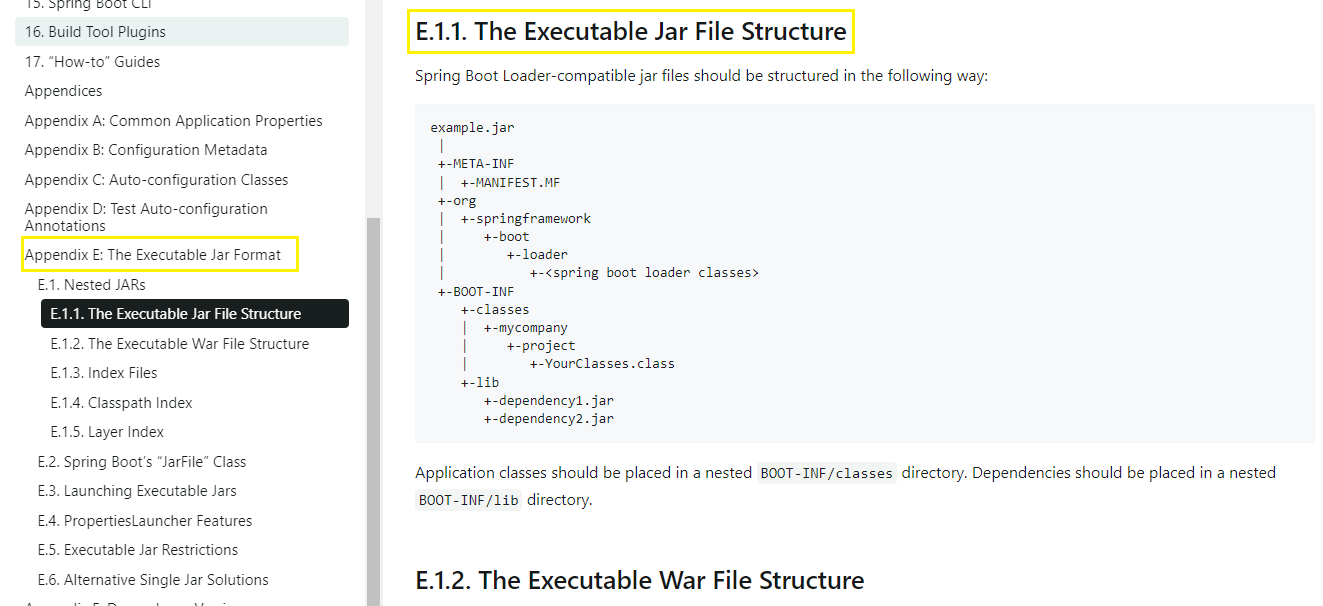 15. Spring Boot CLI
16. Build Tool Plugins
17. “How-to” Guides
Appendices
Appendix A: Common Application Properties
Appendix B: Configuration Metadata
Appendix C: Auto-configuration Classes
Appendix D: Test Auto-configuration
Annotations
Appendix E: The Executable Jar Format
E.1. Nested JARs
E.1.1. The Executable Jar File Structure
E.1.2. The Executable War File Structure
E.1.3. Index Files
E.1.4. Classpath Index
E.1.5. Layer Index
E.2. Spring Boot’s “JarFile” Class
E.3. Launching Executable Jars
E.4. PropertiesLauncher Features
E.5. Executable Jar Restrictions
E.6. Alternative Single Jar Solutions
E.1.1. The Executable Jar File Structure
Spring Boot Loader-compatible jar files should be structured in the following way:
example.jar
 |
 +-META-INF
 |  +-MANIFEST.MF
 +-org
 |  +-springframework
 |     +-boot
 |        +-loader
 |           +-<spring boot loader classes>
 +-BOOT-INF
    +-classes
    |  +-mycompany
    |     +-project
    |        +-YourClasses.class
    +-lib
       +-dependency1.jar
       +-dependency2.jar
Application classes should be placed in a nested BOOT-INF/classes directory. Dependencies should be placed in a nested
BOOT-INF/lib directory.
E.1.2. The Executable War File Structure